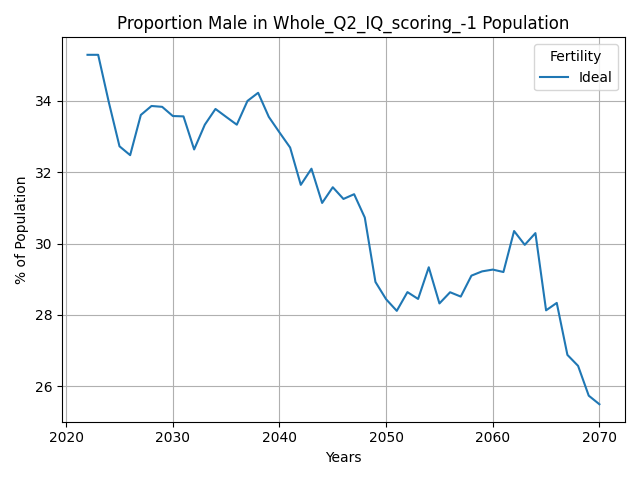 Proportion Male in Whole_Q2_IQ_scoring_-1 Population
Fertility
Ideal
% of Population
34
32
30
28
26
2020 2030 2040 2050 2060 2070
Years